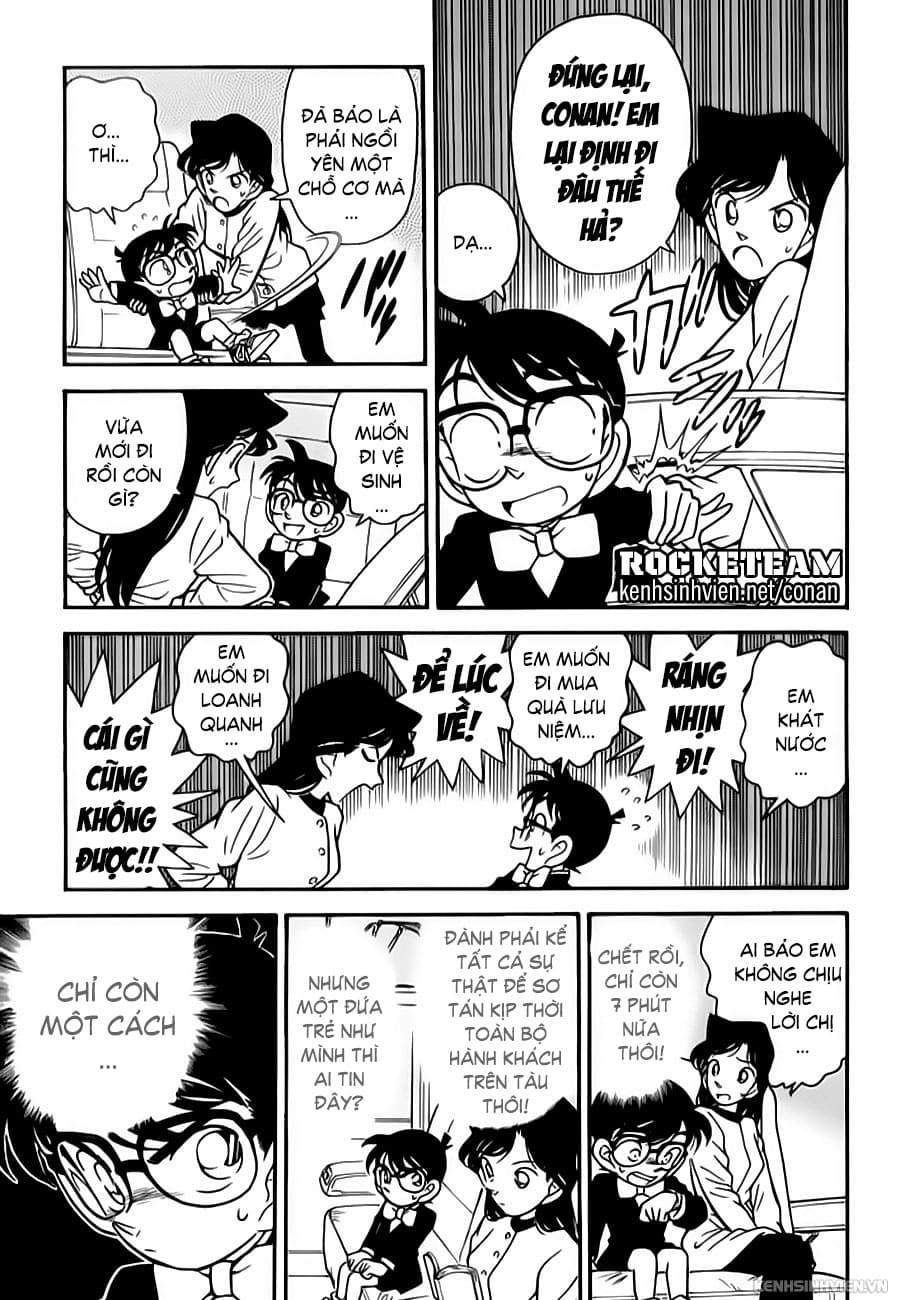 ĐỨNG LẠI,
CONAN! EM
LẠI ĐỊNH ĐI
ĐÂU THẾ
HẢ?
DẠ...
ガバッ
ROCKETEAM
kenhsinhvien.net/conan
ĐÃ BẢO LÀ
PHẢI NGỒI
YÊN MỘT
CHỖ CƠ MÀ
...
Ơ...
THÌ...
EM
MUỐN
ĐI VỆ
SINH
...
VỪA
MỚI ĐI
RỒI CÒN
GÌ?
EM
KHÁT
NƯỚC
...
RÁNG
NHỊN
ĐI!
EM MUỐN
ĐI MUA
QUÀ LƯU
NIỆM...
ĐỂ LÚC
VỀ!
EM
MUỐN ĐI
LOANH
QUANH
...
CÁI GÌ
CŨNG
KHÔNG
ĐƯỢC!!
AI BẢO EM
KHÔNG CHỊU
NGHE
LỜI CHỊ
...
CHẾT RỒI,
CHỈ CÒN
7 PHÚT
NỮA
THÔI!
ĐÀNH PHẢI KỂ
TẤT CẢ SỰ
THẬT ĐỂ SƠ
TÁN KỊP THỜI
TOÀN BỘ
HÀNH KHÁCH
TRÊN TÀU
THÔI!
NHƯNG
MỘT ĐỨA
TRẺ NHƯ
MÌNH THÌ
AI TIN
ĐÂY?
CHỈ CÒN
MỘT CÁCH
...
KENHSINHVIEN.VN